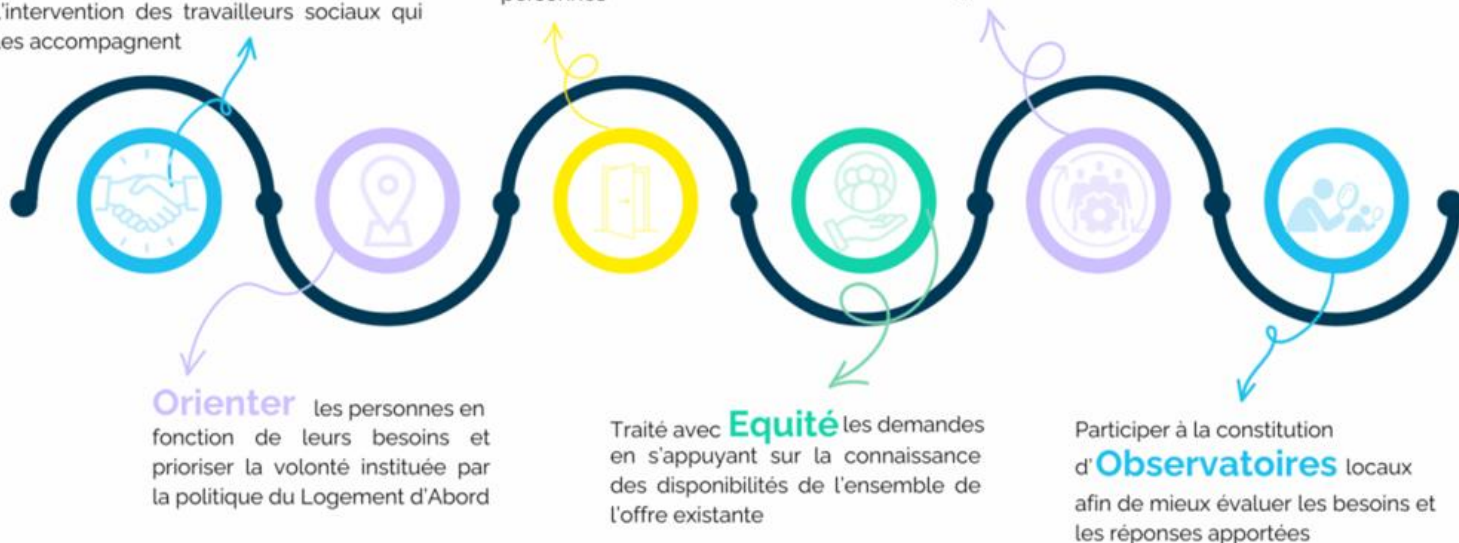 l'intervention des travailleurs sociaux qui
les accompagnent
personnes
Orienter les personnes en
fonction de leurs besoins et
prioriser la volonté instituée par
la politique du Logement d'Abord
Traité avec Equité les demandes
en s'appuyant sur la connaissance
des disponibilités de l'ensemble de
l'offre existante
Participer à la constitution
d'Observatoires locaux
afin de mieux évaluer les besoins et
les réponses apportées